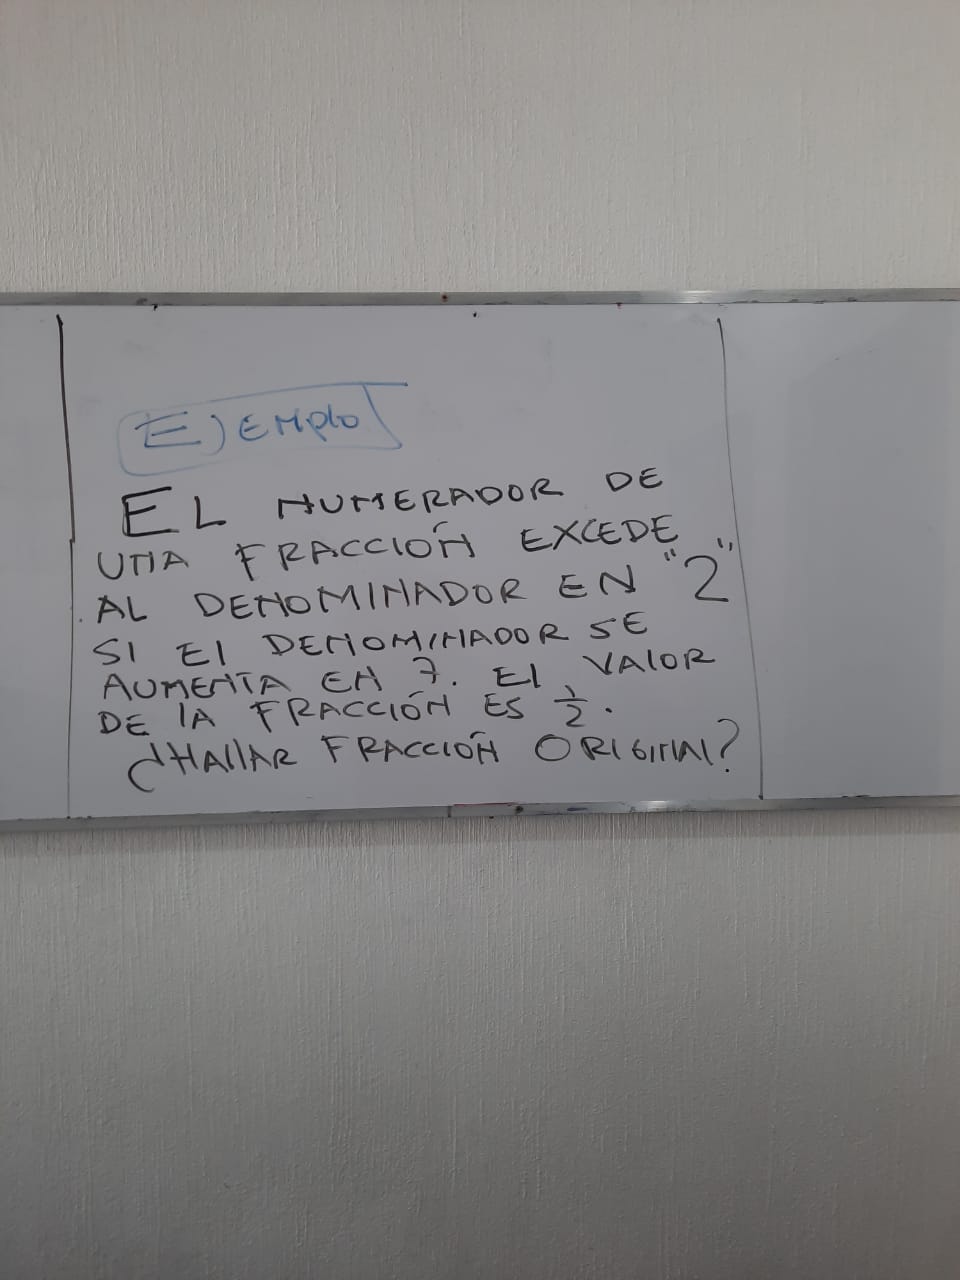 Ejemplo
EL NUMERADOR DE
UNA FRACCIÓN EXCEDE
AL DENOMINADOR EN "2"
SI El DENOMINADOR SE
AUMENTA EN 7. El VAlOR
DE lA FRACCIÓN ES 1/2.
¿HAllAR FRACCIÓN ORIGINAl?